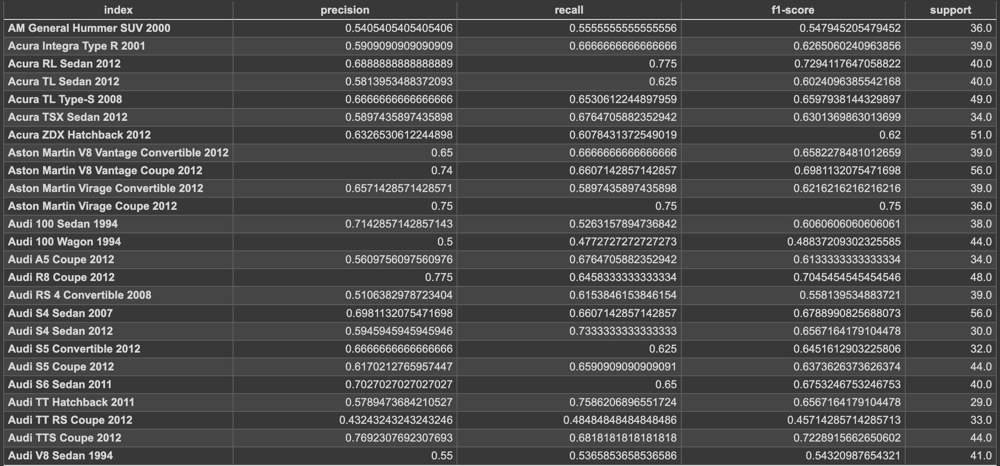 index precision recall f1-score support
AM General Hummer SUV 2000 0.5405405405405406 0.5555555555555556 0.547945205479452 36.0
Acura Integra Type R 2001 0.5909090909090909 0.6666666666666666 0.6265060240963856 39.0
Acura RL Sedan 2012 0.6888888888888889 0.775 0.7294117647058822 40.0
Acura TL Sedan 2012 0.5813953488372093 0.625 0.6024096385542168 40.0
Acura TL Type-S 2008 0.6666666666666666 0.6530612244897959 0.6597938144329897 49.0
Acura TSX Sedan 2012 0.5897435897435898 0.6764705882352942 0.6301369863013699 34.0
Acura ZDX Hatchback 2012 0.6326530612244898 0.6078431372549019 0.62 51.0
Aston Martin V8 Vantage Convertible 2012 0.65 0.6666666666666666 0.6582278481012659 39.0
Aston Martin V8 Vantage Coupe 2012 0.74 0.6607142857142857 0.6981132075471698 56.0
Aston Martin Virage Convertible 2012 0.6571428571428571 0.5897435897435898 0.6216216216216216 39.0
Aston Martin Virage Coupe 2012 0.75 0.75 0.75 36.0
Audi 100 Sedan 1994 0.7142857142857143 0.5263157894736842 0.6060606060606061 38.0
Audi 100 Wagon 1994 0.5 0.4772727272727273 0.48837209302325585 44.0
Audi A5 Coupe 2012 0.5609756097560976 0.6764705882352942 0.6133333333333334 34.0
Audi R8 Coupe 2012 0.775 0.6458333333333334 0.7045454545454546 48.0
Audi RS 4 Convertible 2008 0.5106382978723404 0.6153846153846154 0.558139534883721 39.0
Audi S4 Sedan 2007 0.6981132075471698 0.6607142857142857 0.6788990825688073 56.0
Audi S4 Sedan 2012 0.5945945945945946 0.7333333333333333 0.6567164179104478 30.0
Audi S5 Convertible 2012 0.6666666666666666 0.625 0.6451612903225806 32.0
Audi S5 Coupe 2012 0.6170212765957447 0.6590909090909091 0.6373626373626374 44.0
Audi S6 Sedan 2011 0.7027027027027027 0.65 0.6753246753246753 40.0
Audi TT Hatchback 2011 0.5789473684210527 0.7586206896551724 0.6567164179104478 29.0
Audi TT RS Coupe 2012 0.43243243243243246 0.48484848484848486 0.45714285714285713 33.0
Audi TTS Coupe 2012 0.7692307692307693 0.6818181818181818 0.7228915662650602 44.0
Audi V8 Sedan 1994 0.55 0.5365853658536586 0.54320987654321 41.0